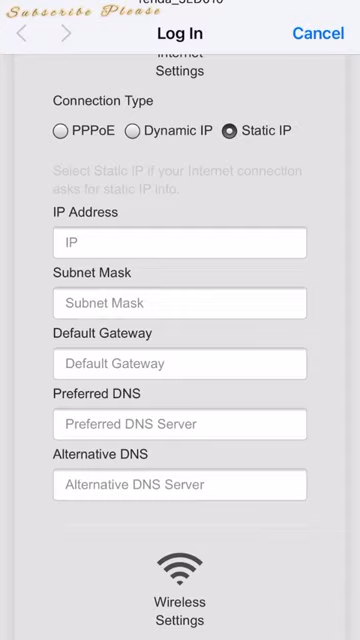 Subscribe Please
Log In
Cancel
Internet
Settings
Connection Type
PPPoE
Dynamic IP
Static IP
Select Static IP if your Internet connection
asks for static IP info.
IP Address
IP
Subnet Mask
Subnet Mask
Default Gateway
Default Gateway
Preferred DNS
Preferred DNS Server
Alternative DNS
Alternative DNS Server
Wireless
Settings